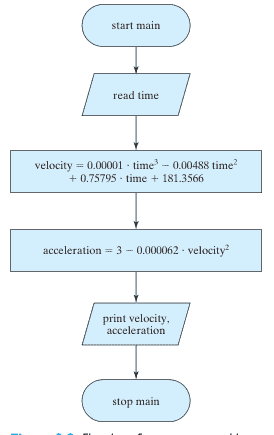 start main
read time
velocity = 0.00001 · time³ − 0.00488 time²
+ 0.75795 · time + 181.3566
acceleration = 3 − 0.000062 · velocity²
print velocity,
acceleration
stop main